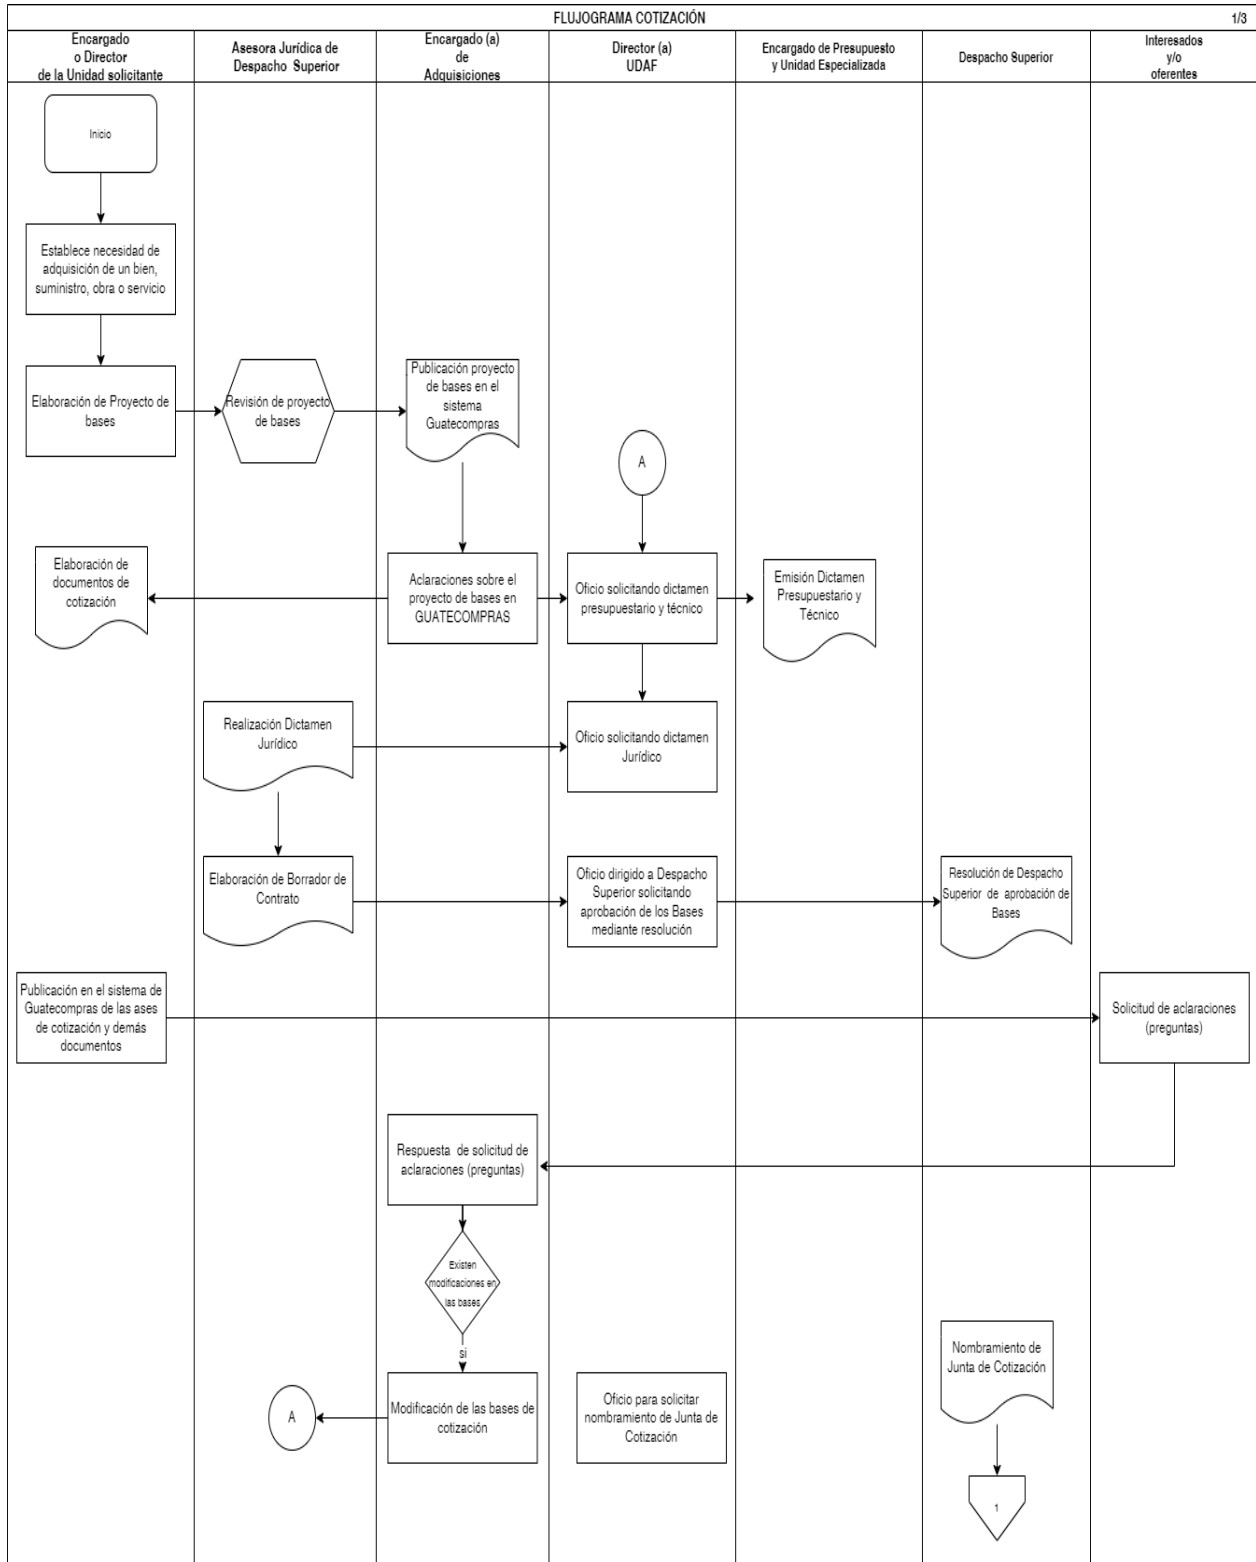 FLUJOGRAMA COTIZACIÓN
1/3
Encargado
o Director
de la Unidad solicitante
Asesora Jurídica de
Despacho Superior
Encargado (a)
de
Adquisiciones
Director (a)
UDAF
Encargado de Presupuesto
y Unidad Especializada
Despacho Superior
Interesados
y/o
oferentes
Inicio
Establece necesidad de
adquisición de un bien,
suministro, obra o servicio
Elaboración de Proyecto de
bases
Revisión de proyecto
de bases
Publicación proyecto
de bases en el
sistema
Guatecompras
A
Elaboración de
documentos de
cotización
Aclaraciones sobre el
proyecto de bases en
GUATECOMPRAS
Oficio solicitando dictamen
presupuestario y técnico
Emisión Dictamen
Presupuestario y
Técnico
Realización Dictamen
Jurídico
Oficio solicitando dictamen
Jurídico
Elaboración de Borrador de
Contrato
Oficio dirigido a Despacho
Superior solicitando
aprobación de los Bases
mediante resolución
Resolución de Despacho
Superior de aprobación de
Bases
Publicación en el sistema de
Guatecompras de las ases
de cotización y demás
documentos
Solicitud de aclaraciones
(preguntas)
Respuesta de solicitud de
aclaraciones (preguntas)
Existen
modificaciones en
las bases
si
A
Modificación de las bases de
cotización
Oficio para solicitar
nombramiento de Junta de
Cotización
Nombramiento de
Junta de Cotización
1